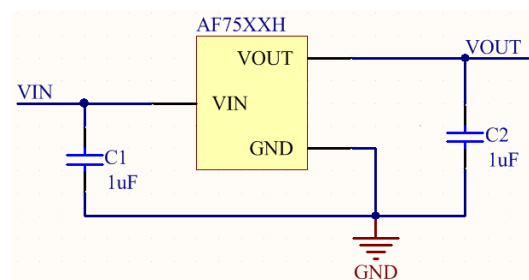 AF75XXH
VOUT
VOUT
VIN
VIN
GND
C1
1uF
C2
1uF
GND